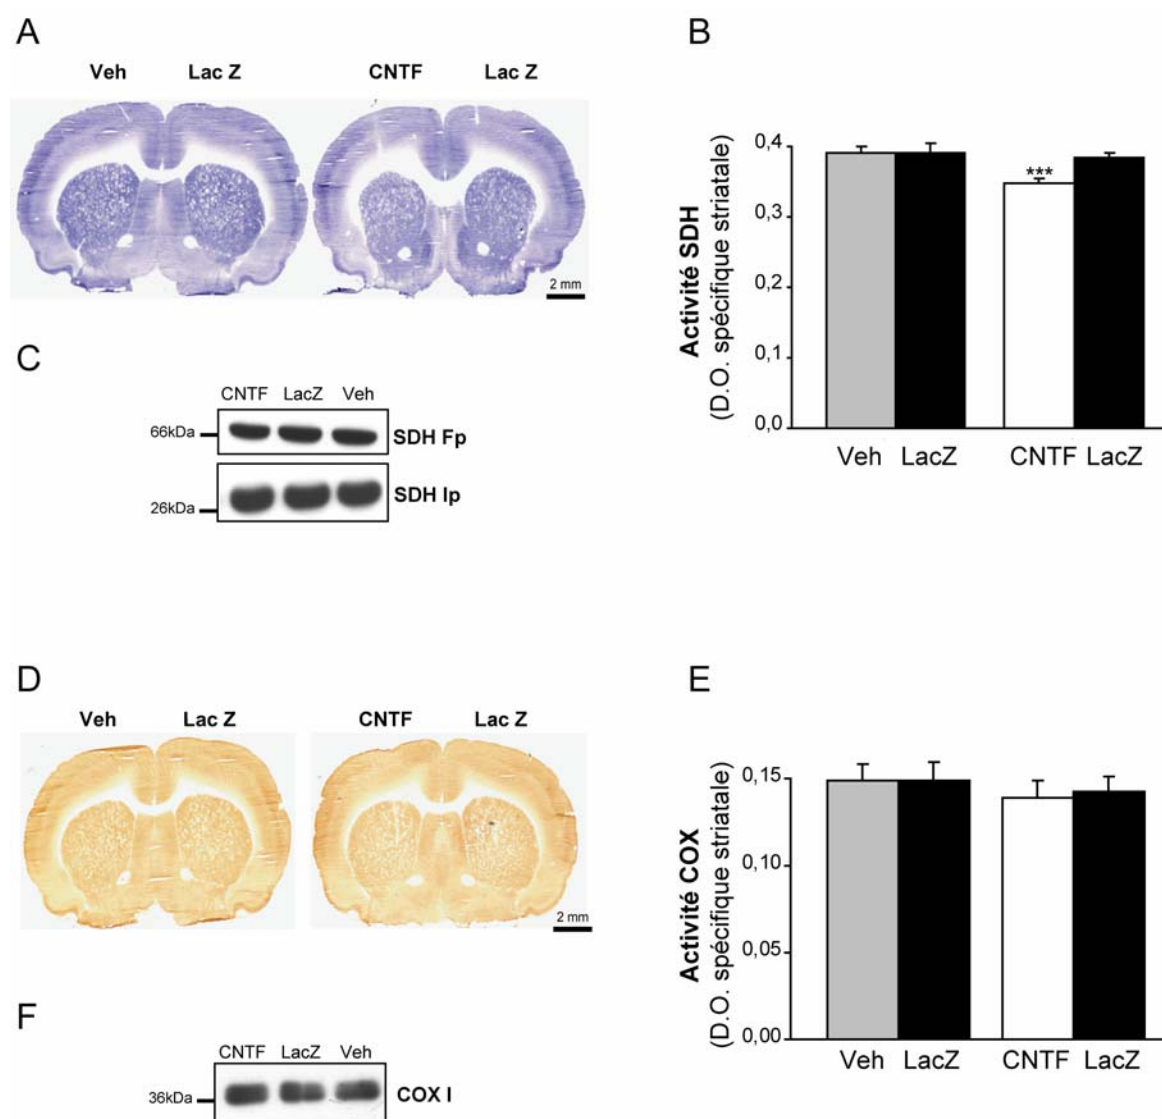 A
Veh Lac Z CNTF Lac Z
2 mm
B
Activité SDH
(D.O. spécifique striatale)
0,4
0,3
0,2
0,1
0,0
***
Veh LacZ CNTF LacZ
C
CNTF LacZ Veh
66kDa SDH Fp
26kDa SDH Ip
D
Veh Lac Z CNTF Lac Z
2 mm
E
Activité COX
(D.O. spécifique striatale)
0,15
0,10
0,05
0,00
Veh LacZ CNTF LacZ
F
CNTF LacZ Veh
36kDa COX I